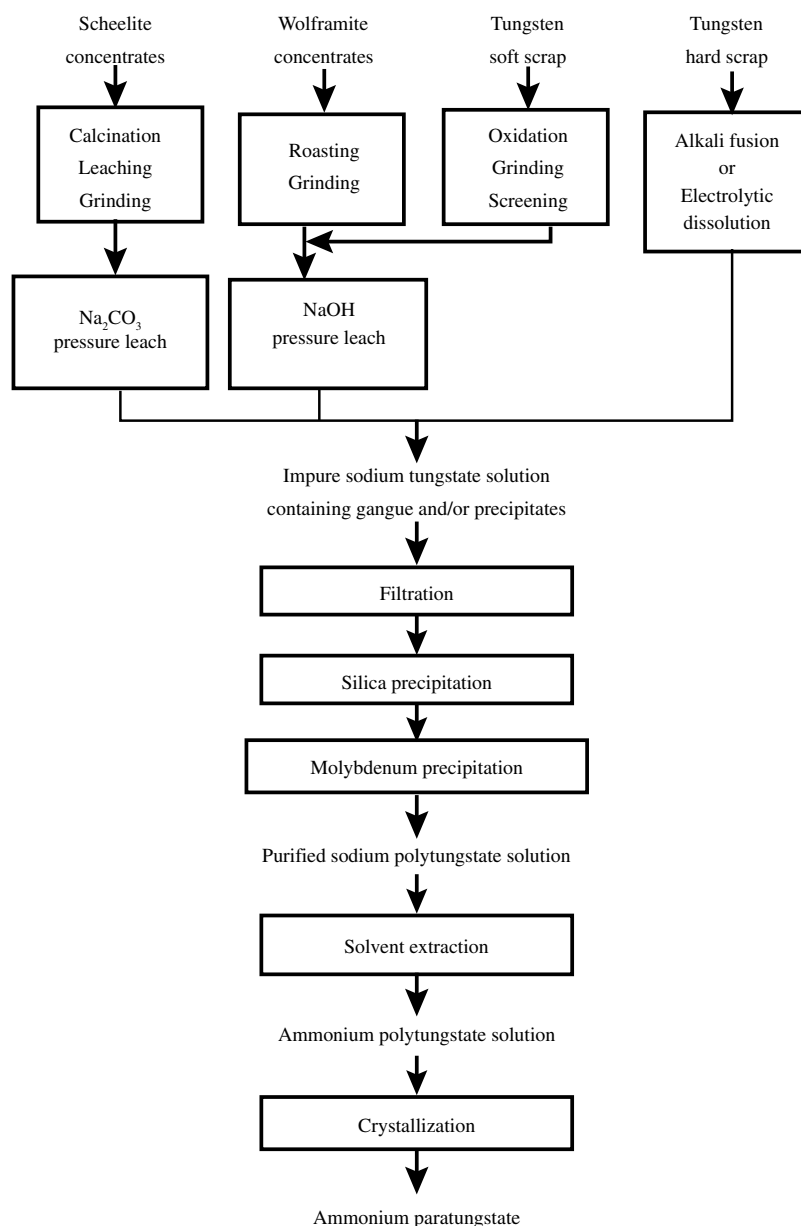 Scheelite
concentrates
Wolframite
concentrates
Tungsten
soft scrap
Tungsten
hard scrap
Calcination
Leaching
Grinding
Roasting
Grinding
Oxidation
Grinding
Screening
Alkali fusion
or
Electrolytic
dissolution
Na₂CO₃
pressure leach
NaOH
pressure leach
Impure sodium tungstate solution
containing gangue and/or precipitates
Filtration
Silica precipitation
Molybdenum precipitation
Purified sodium polytungstate solution
Solvent extraction
Ammonium polytungstate solution
Crystallization
Ammonium paratungstate